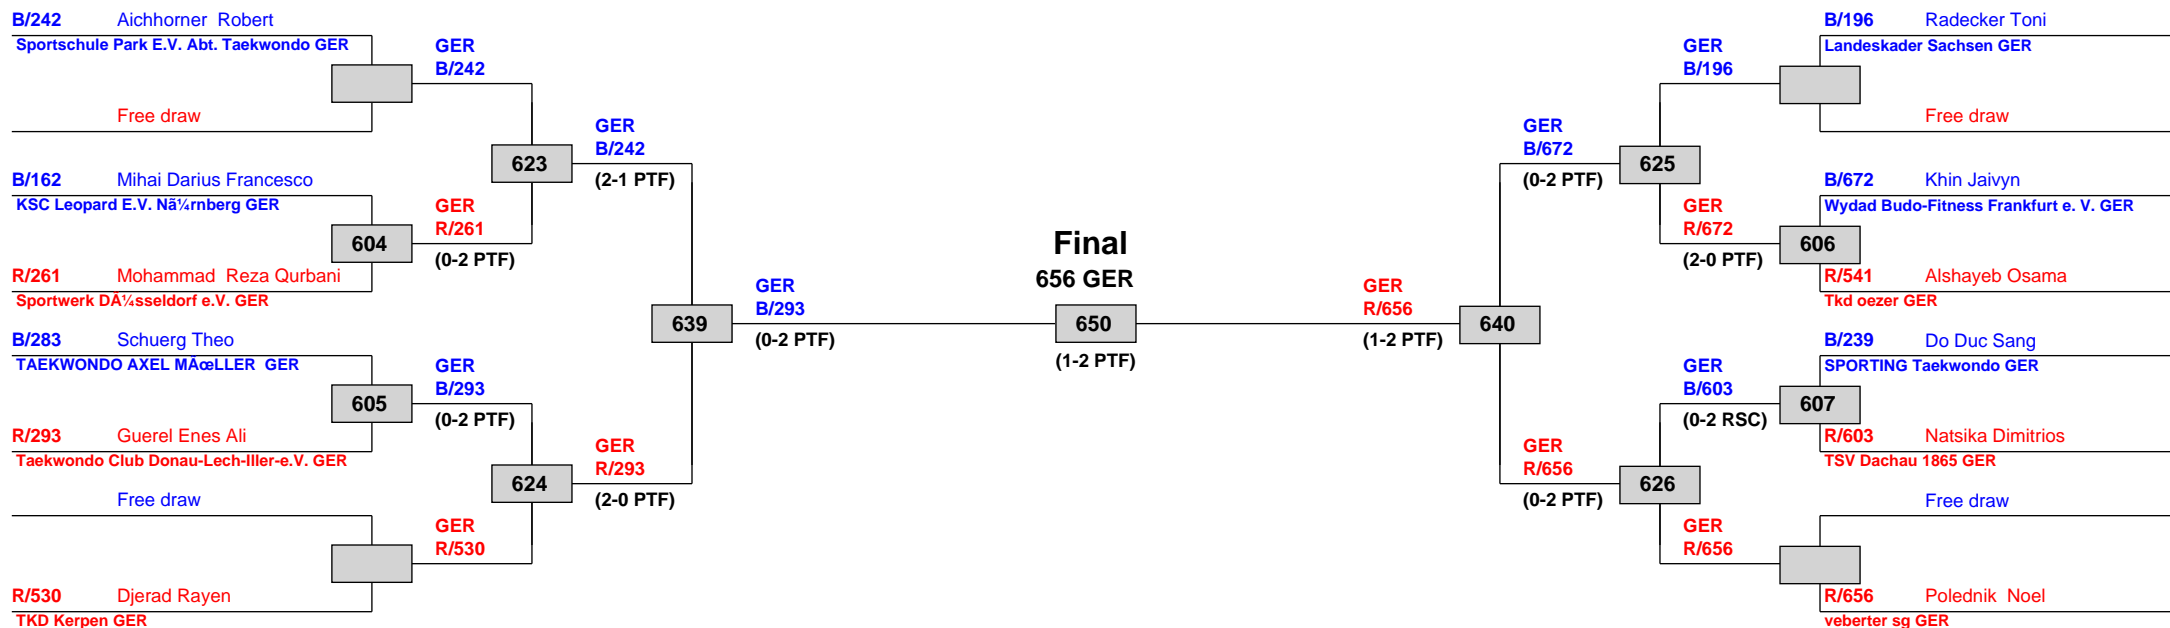 B/242 Aichhorner Robert
Sportschule Park E.V. Abt. Taekwondo GER
Free draw
B/162 Mihai Darius Francesco
KSC Leopard E.V. Nã¼rnberg GER
R/261 Mohammad Reza Qurbani
Sportwerk DÃ¼sseldorf e.V. GER
B/283 Schuerg Theo
TAEKWONDO AXEL MÃœLLER GER
R/293 Guerel Enes Ali
Taekwondo Club Donau-Lech-Iller-e.V. GER
Free draw
R/530 Djerad Rayen
TKD Kerpen GER
GER
B/242
604
GER
R/261
(0-2 PTF)
605
GER
B/293
(0-2 PTF)
GER
R/530
623
GER
B/242
(2-1 PTF)
624
GER
R/293
(2-0 PTF)
639
GER
B/293
(0-2 PTF)
Final
656 GER
650
(1-2 PTF)
GER
R/656
(1-2 PTF)
640
GER
B/672
(0-2 PTF)
625
GER
R/656
(0-2 PTF)
626
GER
B/196
GER
R/672
(2-0 PTF)
606
GER
B/603
(0-2 RSC)
607
GER
R/656
B/196 Radecker Toni
Landeskader Sachsen GER
Free draw
B/672 Khin Jaivyn
Wydad Budo-Fitness Frankfurt e. V. GER
R/541 Alshayeb Osama
Tkd oezer GER
B/239 Do Duc Sang
SPORTING Taekwondo GER
R/603 Natsika Dimitrios
TSV Dachau 1865 GER
Free draw
R/656 Polednik Noel
veberter sg GER